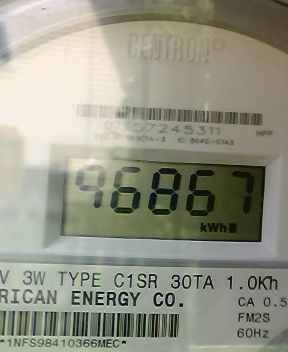 CENTRON®
57245311
HPP
96867
kWh
V 3W TYPE C1SR 30TA 1.0Kh
RICAN ENERGY CO.
CA 0.5
FM2S
60Hz
*1NFS98410366MEC*